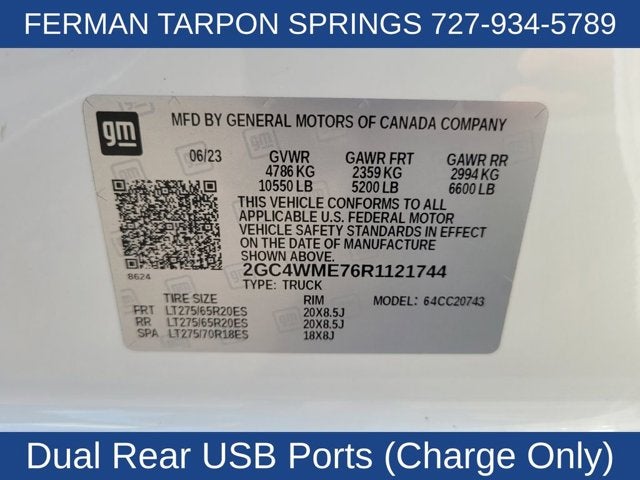 FERMAN TARPON SPRINGS 727-934-5789
gm
MFD BY GENERAL MOTORS OF CANADA COMPANY
06/23 GVWR GAWR FRT GAWR RR
4786 KG 2359 KG 2994 KG
10550 LB 5200 LB 6600 LB
THIS VEHICLE CONFORMS TO ALL
APPLICABLE U.S. FEDERAL MOTOR
VEHICLE SAFETY STANDARDS IN EFFECT
ON THE DATE OF MANUFACTURE
SHOWN ABOVE.
2GC4WME76R1121744
8624
TYPE: TRUCK
MODEL: 64CC20743
TIRE SIZE RIM
FRT LT275/65R20ES 20X8.5J
RR LT275/65R20ES 20X8.5J
SPA LT275/70R18ES 18X8J
Dual Rear USB Ports (Charge Only)